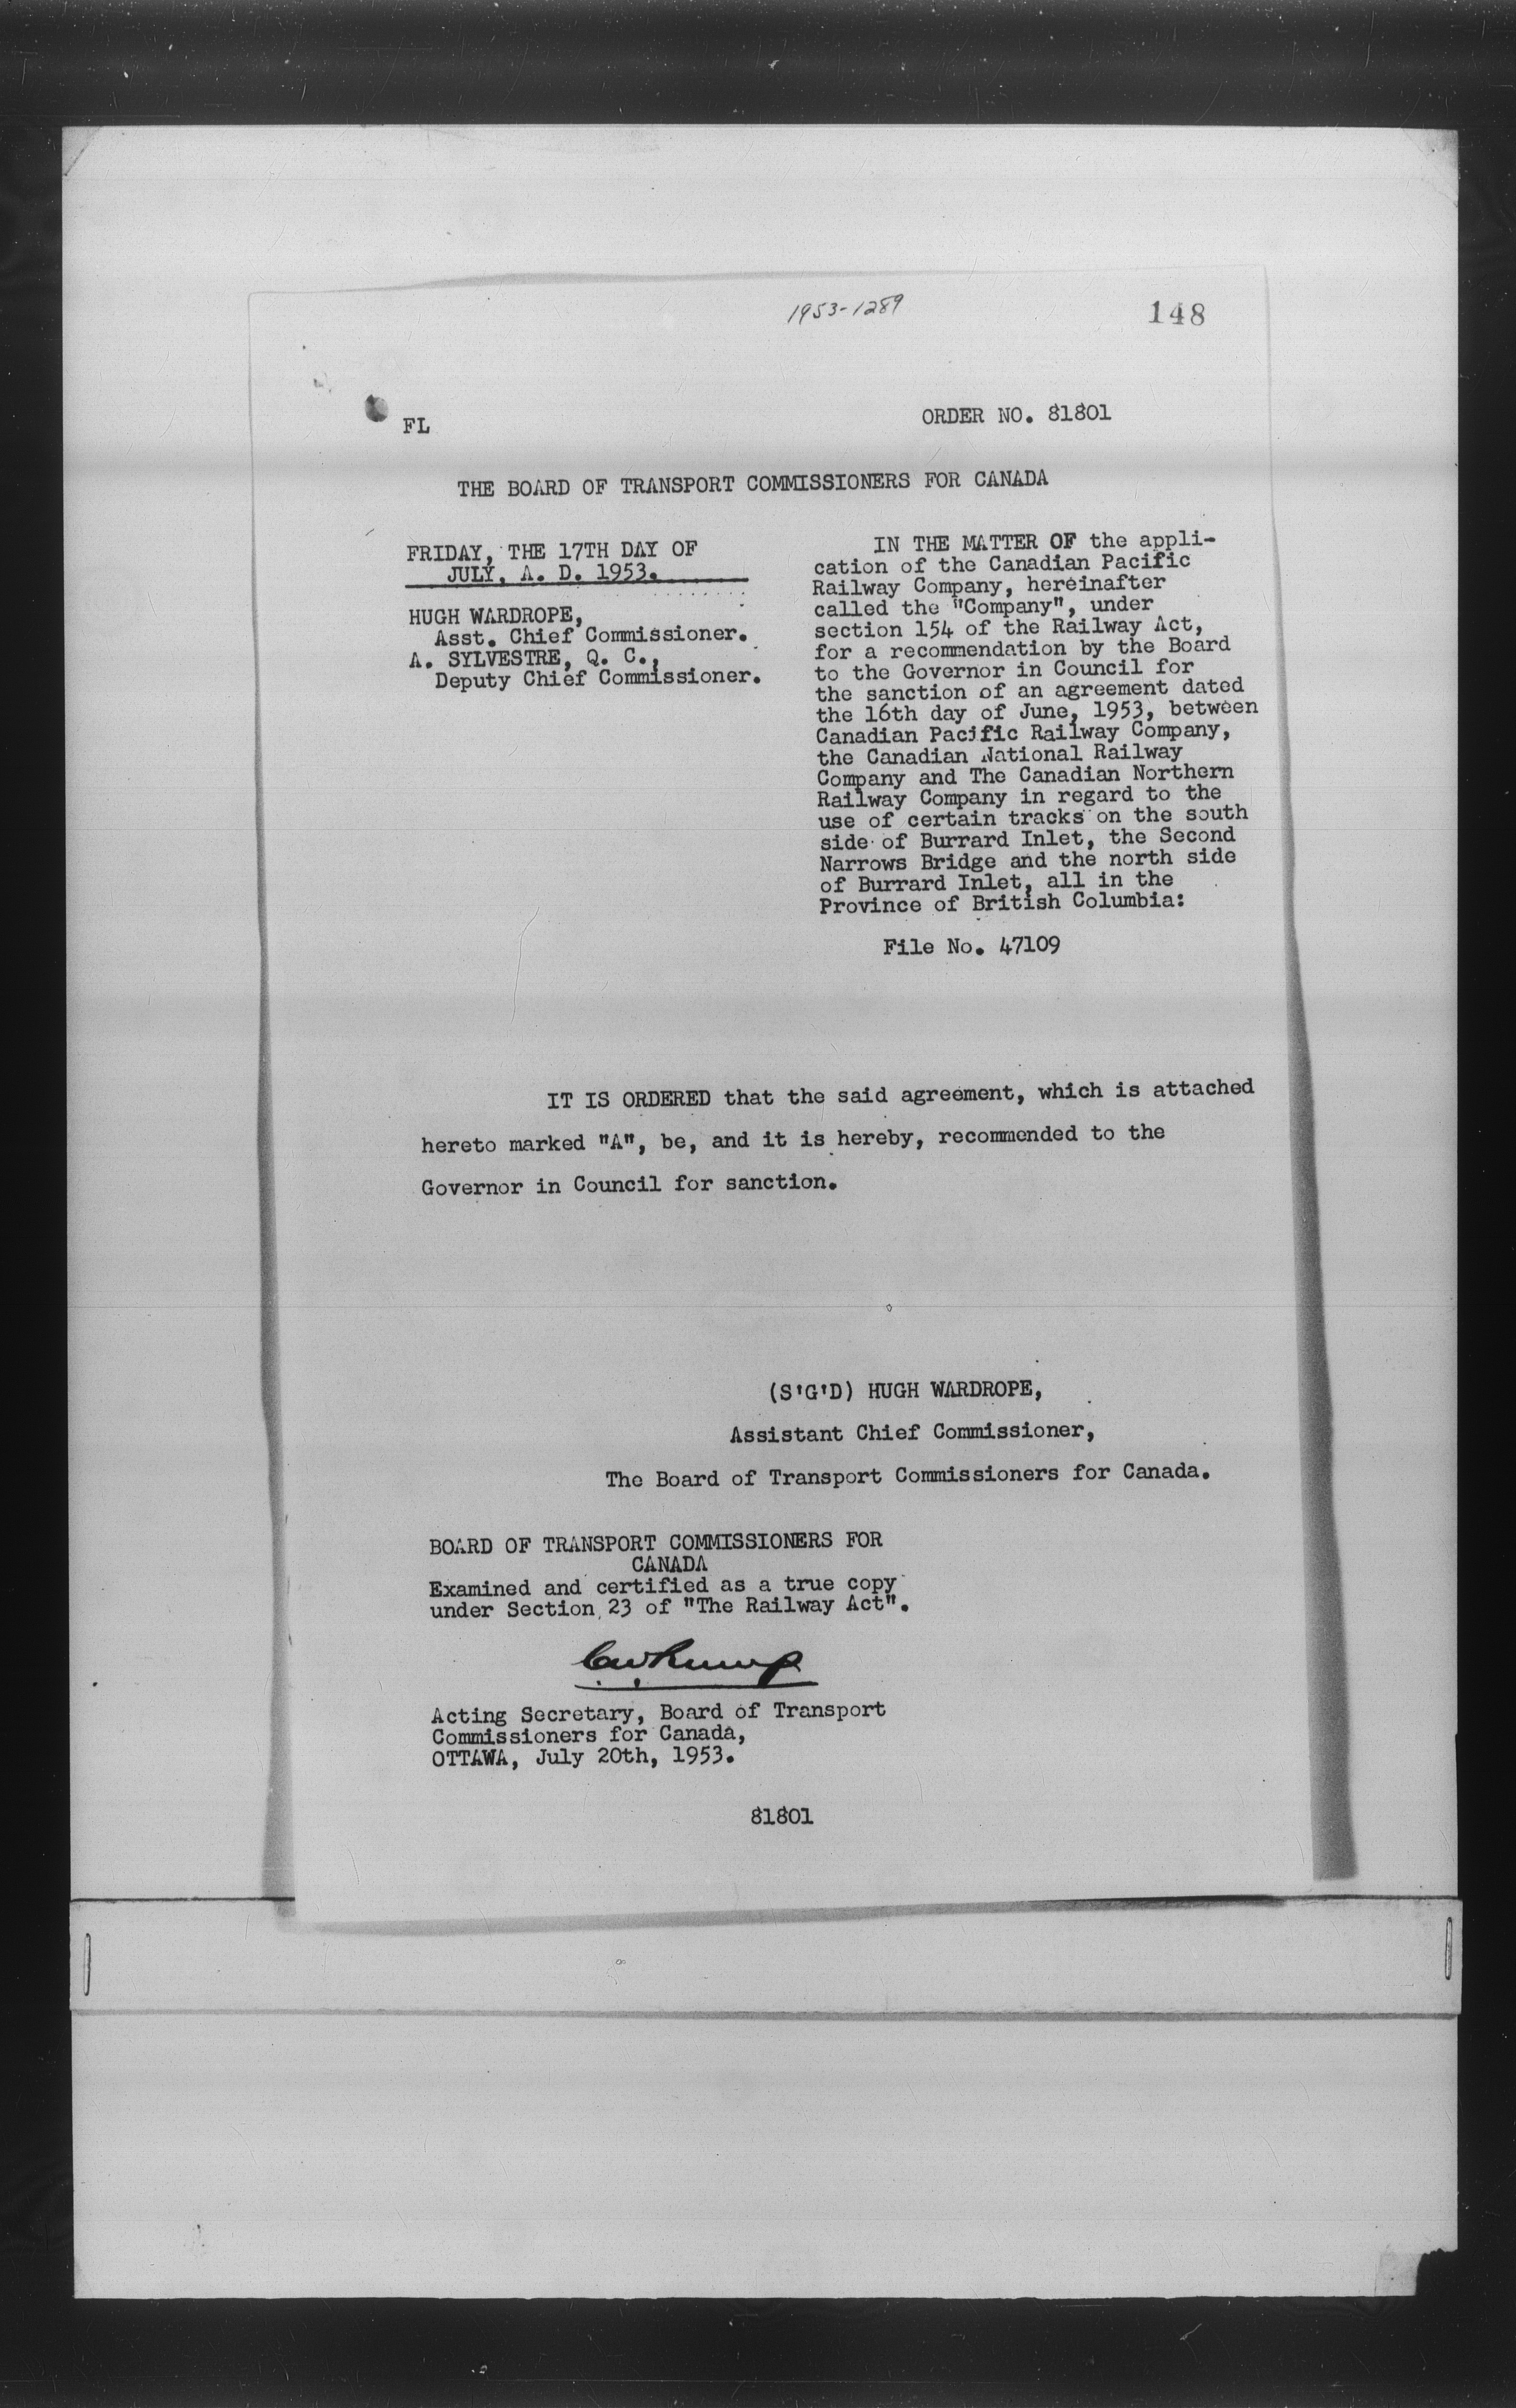 1953-1289
148
FL
ORDER NO. 81801
THE BOARD OF TRANSPORT COMMISSIONERS FOR CANADA
FRIDAY, THE 17TH DAY OF
JULY, A. D. 1953.
HUGH WARDROPE,
Asst. Chief Commissioner.
A. SYLVESTRE, Q. C.,
Deputy Chief Commissioner.
IN THE MATTER OF the appli-
cation of the Canadian Pacific
Railway Company, hereinafter
called the "Company", under
section 154 of the Railway Act,
for a recommendation by the Board
to the Governor in Council for
the sanction of an agreement dated
the 16th day of June, 1953, between
Canadian Pacific Railway Company,
the Canadian National Railway
Company and The Canadian Northern
Railway Company in regard to the
use of certain tracks on the south
side of Burrard Inlet, the Second
Narrows Bridge and the north side
of Burrard Inlet, all in the
Province of British Columbia:
File No. 47109
IT IS ORDERED that the said agreement, which is attached
hereto marked "A", be, and it is hereby, recommended to the
Governor in Council for sanction.
(S'G'D) HUGH WARDROPE,
Assistant Chief Commissioner,
The Board of Transport Commissioners for Canada.
BOARD OF TRANSPORT COMMISSIONERS FOR
CANADA
Examined and certified as a true copy
under Section 23 of "The Railway Act".
Acting Secretary, Board of Transport
Commissioners for Canada,
OTTAWA, July 20th, 1953.
81801